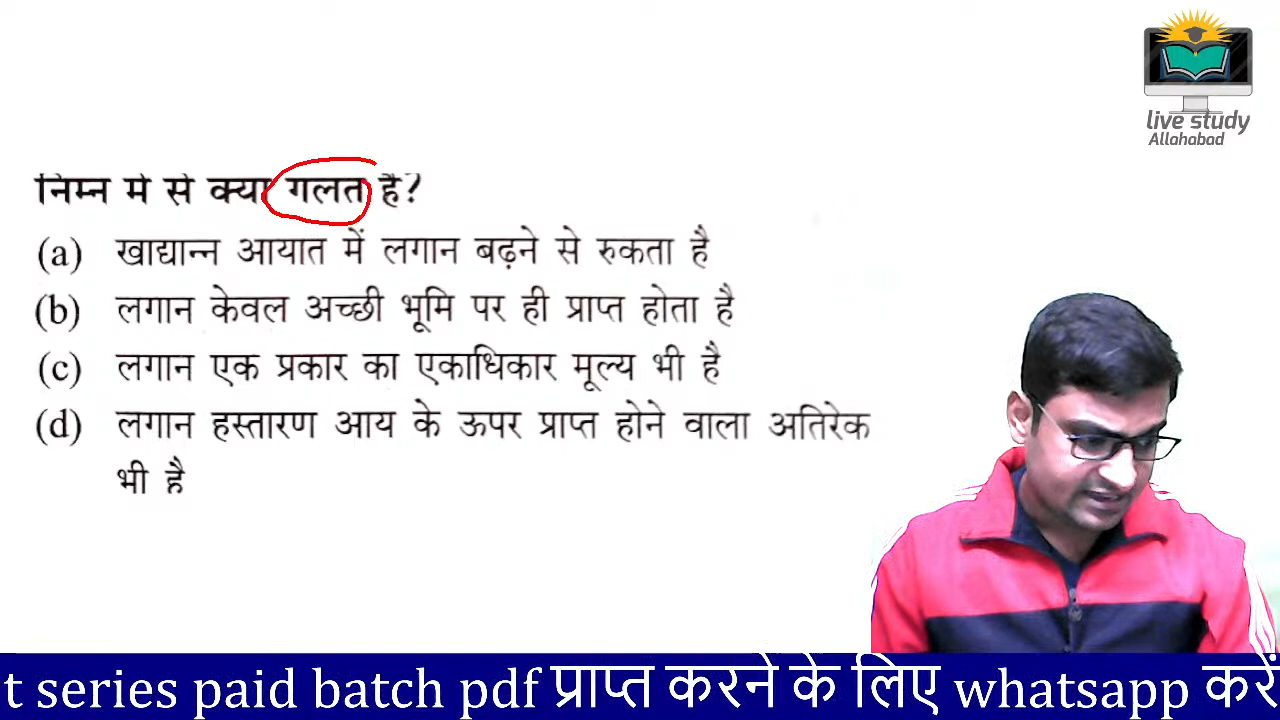 live study
Allahabad
निम्न में से क्या गलत है?
(a) खाद्यान्न आयात में लगान बढ़ने से रुकता है
(b) लगान केवल अच्छी भूमि पर ही प्राप्त होता है
(c) लगान एक प्रकार का एकाधिकार मूल्य भी है
(d) लगान हस्तारण आय के ऊपर प्राप्त होने वाला अतिरेक
भी है
t series paid batch pdf प्राप्त करने के लिए whatsapp करें